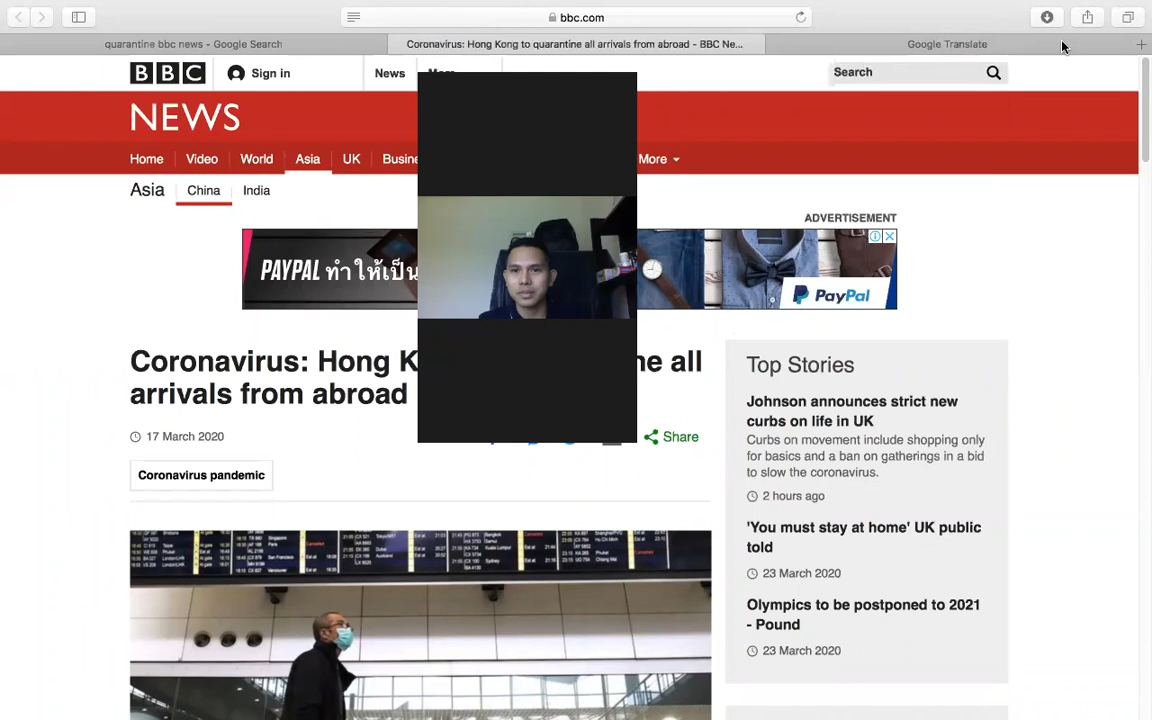 bbc.com
quarantine bbc news - Google Search
Coronavirus: Hong Kong to quarantine all arrivals from abroad - BBC Ne...
Google Translate
BBC
Sign in
News
Search
NEWS
Home
Video
World
Asia
UK
Busine
More
Asia
China
India
ADVERTISEMENT
PAYPAL ทำให้เป็น
PayPal
Coronavirus: Hong K
ne all
arrivals from abroad
17 March 2020
Share
Coronavirus pandemic
Top Stories
Johnson announces strict new
curbs on life in UK
Curbs on movement include shopping only
for basics and a ban on gatherings in a bid
to slow the coronavirus.
2 hours ago
'You must stay at home' UK public
told
23 March 2020
Olympics to be postponed to 2021
- Pound
23 March 2020